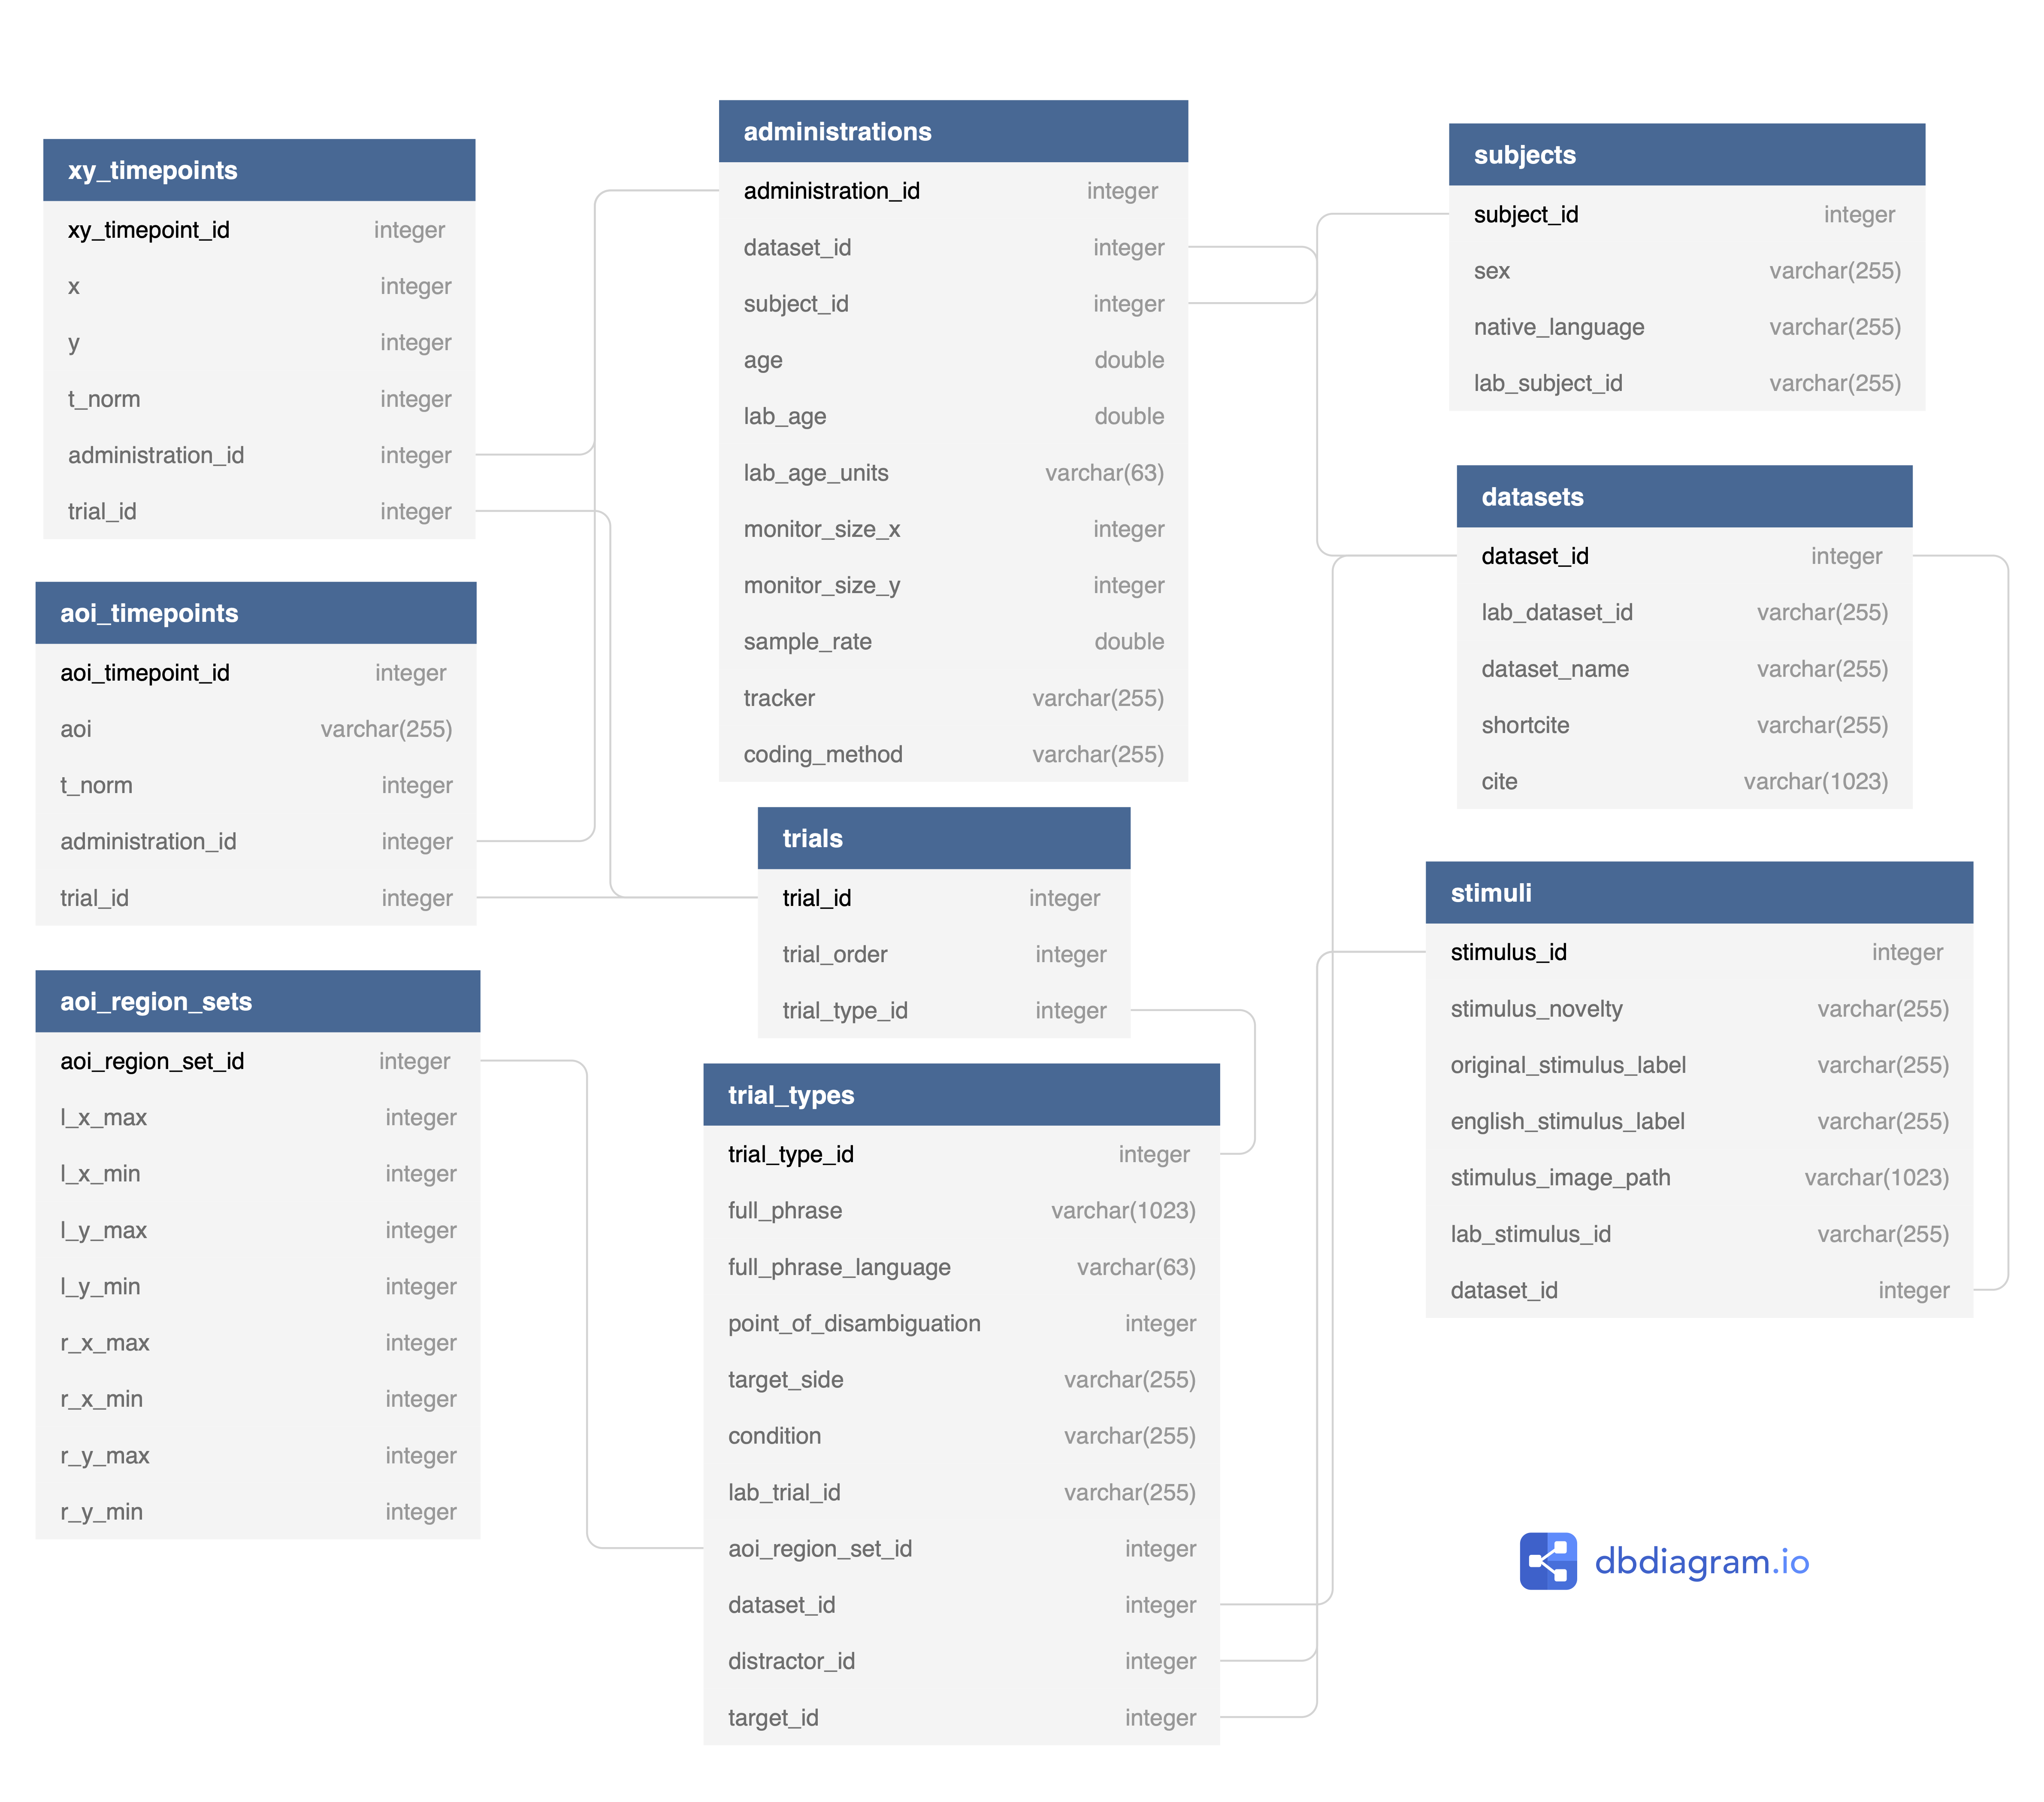 xy_timepoints
xy_timepoint_id integer
x integer
y integer
t_norm integer
administration_id integer
trial_id integer
aoi_timepoints
aoi_timepoint_id integer
aoi varchar(255)
t_norm integer
administration_id integer
trial_id integer
aoi_region_sets
aoi_region_set_id integer
l_x_max integer
l_x_min integer
l_y_max integer
l_y_min integer
r_x_max integer
r_x_min integer
r_y_max integer
r_y_min integer
administrations
administration_id integer
dataset_id integer
subject_id integer
age double
lab_age double
lab_age_units varchar(63)
monitor_size_x integer
monitor_size_y integer
sample_rate double
tracker varchar(255)
coding_method varchar(255)
trials
trial_id integer
trial_order integer
trial_type_id integer
trial_types
trial_type_id integer
full_phrase varchar(1023)
full_phrase_language varchar(63)
point_of_disambiguation integer
target_side varchar(255)
condition varchar(255)
lab_trial_id varchar(255)
aoi_region_set_id integer
dataset_id integer
distractor_id integer
target_id integer
subjects
subject_id integer
sex varchar(255)
native_language varchar(255)
lab_subject_id varchar(255)
datasets
dataset_id integer
lab_dataset_id varchar(255)
dataset_name varchar(255)
shortcite varchar(255)
cite varchar(1023)
stimuli
stimulus_id integer
stimulus_novelty varchar(255)
original_stimulus_label varchar(255)
english_stimulus_label varchar(255)
stimulus_image_path varchar(1023)
lab_stimulus_id varchar(255)
dataset_id integer
dbdiagram.io